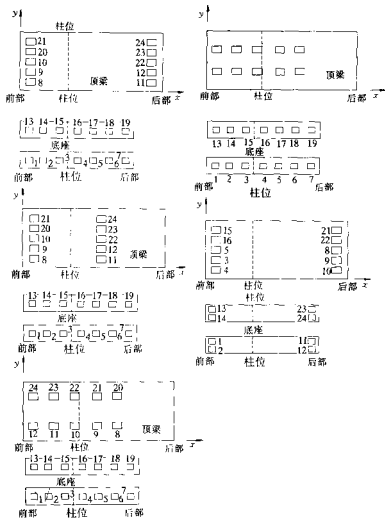 y
柱位
21 24
20 23
10 22
9 12
8 顶梁 11
前部 柱位 后部 x
13 14 15 16 17 18 19
底座
1 2 3 4 5 6 7
前部 柱位 后部
y
顶梁
前部 柱位 后部 x
13 14 15 16 17 18 19
底座
1 2 3 4 5 6 7
前部 柱位 后部
y
21 24
20 23
10 22
9 12
8 11 顶梁
前部 柱位 后部 x
13 14 15 16 17 18 19
底座
1 2 3 4 5 6 7
前部 柱位 后部
y
15 21
16 22
5 8
3 9
4 10
前部 柱位 后部 x
柱位
13 23
14 24
底座
1 11
2 12
前部 柱位 后部
y
24 23 22 21 20
12 11 10 9 8 顶梁
前部 柱位 后部 x
13 14 15 16 17 18 19
底座
1 2 3 4 5 6 7
前部 柱位 后部